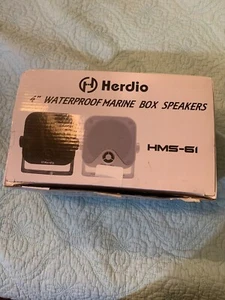 Herdio
4" WATERPROOF MARINE BOX SPEAKERS
HMS-61